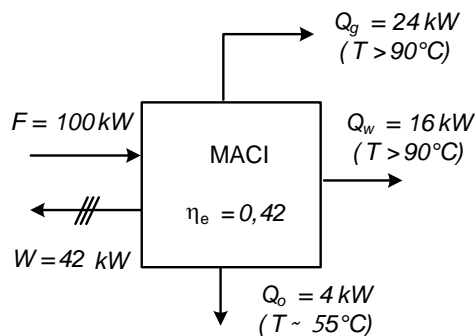 Q_g = 24 kW
( T > 90°C)
F = 100 kW
MACI
η_e = 0,42
Q_w = 16 kW
( T > 90°C)
W = 42 kW
Q_o = 4 kW
( T ~ 55°C)